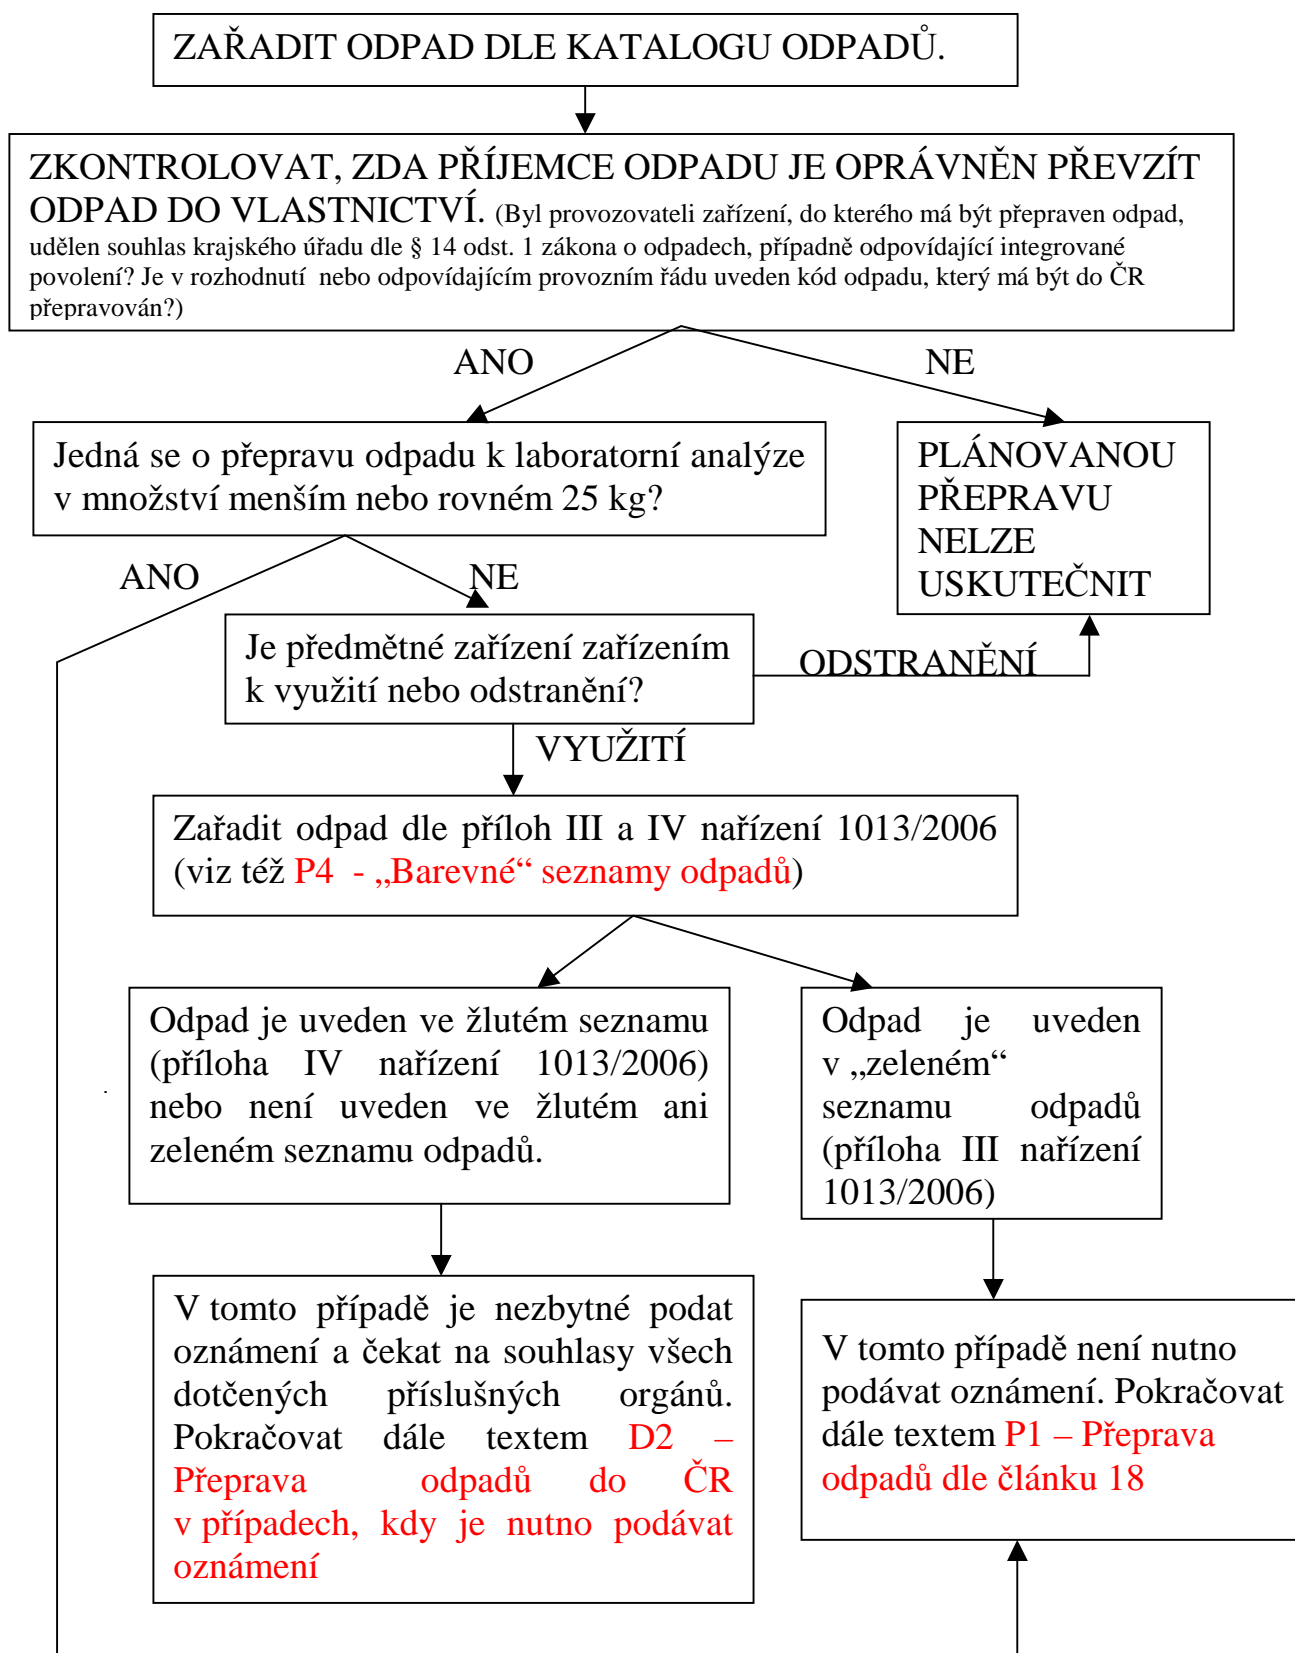 ZAŘADIT ODPAD DLE KATALOGU ODPADŮ.
ZKONTROLOVAT, ZDA PŘÍJEMCE ODPADU JE OPRÁVNĚN PŘEVZÍT
ODPAD DO VLASTNICTVÍ. (Byl provozovateli zařízení, do kterého má být přepraven odpad,
udělen souhlas krajského úřadu dle § 14 odst. 1 zákona o odpadech, případně odpovídající integrované
povolení? Je v rozhodnutí nebo odpovídajícím provozním řádu uveden kód odpadu, který má být do ČR
přepravován?)
ANO
NE
Jedná se o přepravu odpadu k laboratorní analýze
v množství menším nebo rovném 25 kg?
PLÁNOVANOU
PŘEPRAVU
NELZE
USKUTEČNIT
ANO
NE
Je předmětné zařízení zařízením
k využití nebo odstranění?
ODSTRANĚNÍ
VYUŽITÍ
Zařadit odpad dle příloh III a IV nařízení 1013/2006
(viz též P4 - „Barevné“ seznamy odpadů)
Odpad je uveden ve žlutém seznamu
(příloha IV nařízení 1013/2006)
nebo není uveden ve žlutém ani
zeleném seznamu odpadů.
Odpad je uveden
v „zeleném“
seznamu odpadů
(příloha III nařízení
1013/2006)
V tomto případě je nezbytné podat
oznámení a čekat na souhlasy všech
dotčených příslušných orgánů.
Pokračovat dále textem D2 –
Přeprava odpadů do ČR
v případech, kdy je nutno podávat
oznámení
V tomto případě není nutno
podávat oznámení. Pokračovat
dále textem P1 – Přeprava
odpadů dle článku 18